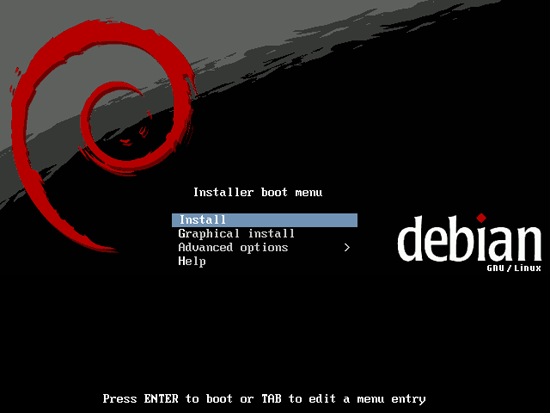 Installer boot menu
Install
Graphical install
Advanced options >
Help
debian
GNU/Linux
Press ENTER to boot or TAB to edit a menu entry